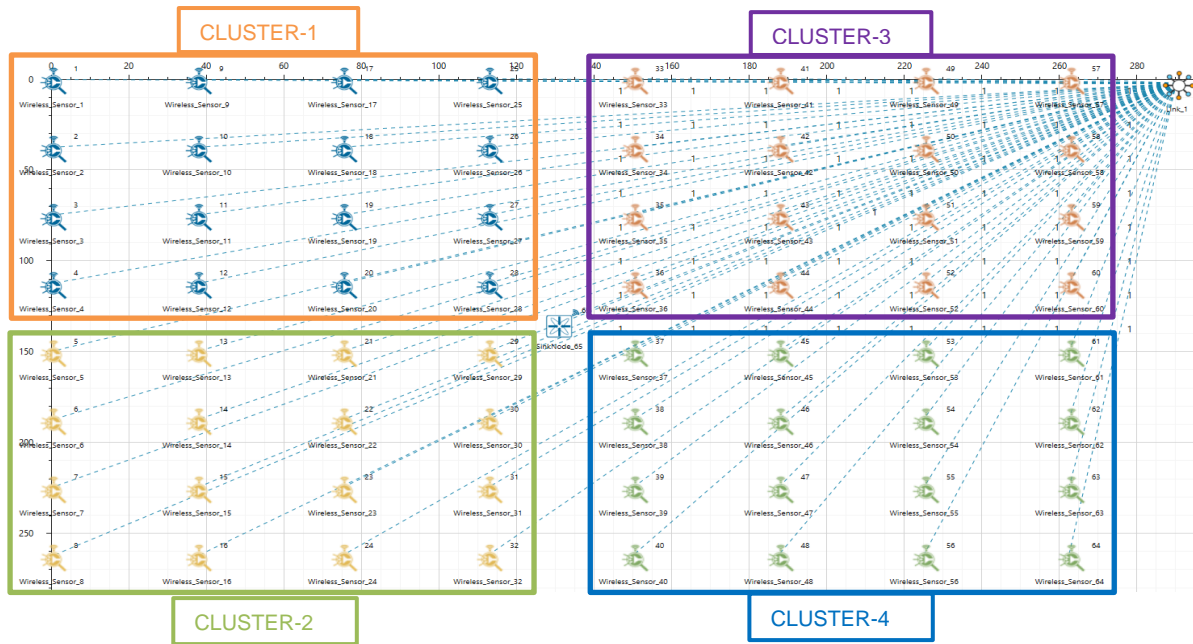 CLUSTER-1
CLUSTER-3
0 20 40 60 80 100 120 40 160 180 200 220 240 260 280
0
1 9 17 25 33 41 49 57
Wireless_Sensor_1 Wireless_Sensor_9 Wireless_Sensor_17 Wireless_Sensor_25 Wireless_Sensor_33 Wireless_Sensor_41 Wireless_Sensor_49 Wireless_Sensor_57
2 10 18 26 34 42 50 58
Wireless_Sensor_2 Wireless_Sensor_10 Wireless_Sensor_18 Wireless_Sensor_26 Wireless_Sensor_34 Wireless_Sensor_42 Wireless_Sensor_50 Wireless_Sensor_58
3 11 19 27 35 43 51 59
Wireless_Sensor_3 Wireless_Sensor_11 Wireless_Sensor_19 Wireless_Sensor_27 Wireless_Sensor_35 Wireless_Sensor_43 Wireless_Sensor_51 Wireless_Sensor_59
100
4 12 20 28 36 44 52 60
Wireless_Sensor_4 Wireless_Sensor_12 Wireless_Sensor_20 Wireless_Sensor_28 Wireless_Sensor_36 Wireless_Sensor_44 Wireless_Sensor_52 Wireless_Sensor_60
SinkNode_65
150
5 13 21 29 37 45 53 61
Wireless_Sensor_5 Wireless_Sensor_13 Wireless_Sensor_21 Wireless_Sensor_29 Wireless_Sensor_37 Wireless_Sensor_45 Wireless_Sensor_53 Wireless_Sensor_61
6 14 22 30 38 46 54 62
Wireless_Sensor_6 Wireless_Sensor_14 Wireless_Sensor_22 Wireless_Sensor_30 Wireless_Sensor_38 Wireless_Sensor_46 Wireless_Sensor_54 Wireless_Sensor_62
7 15 23 31 39 47 55 63
Wireless_Sensor_7 Wireless_Sensor_15 Wireless_Sensor_23 Wireless_Sensor_31 Wireless_Sensor_39 Wireless_Sensor_47 Wireless_Sensor_55 Wireless_Sensor_63
250
8 16 24 32 40 48 56 64
Wireless_Sensor_8 Wireless_Sensor_16 Wireless_Sensor_24 Wireless_Sensor_32 Wireless_Sensor_40 Wireless_Sensor_48 Wireless_Sensor_56 Wireless_Sensor_64
CLUSTER-2
CLUSTER-4